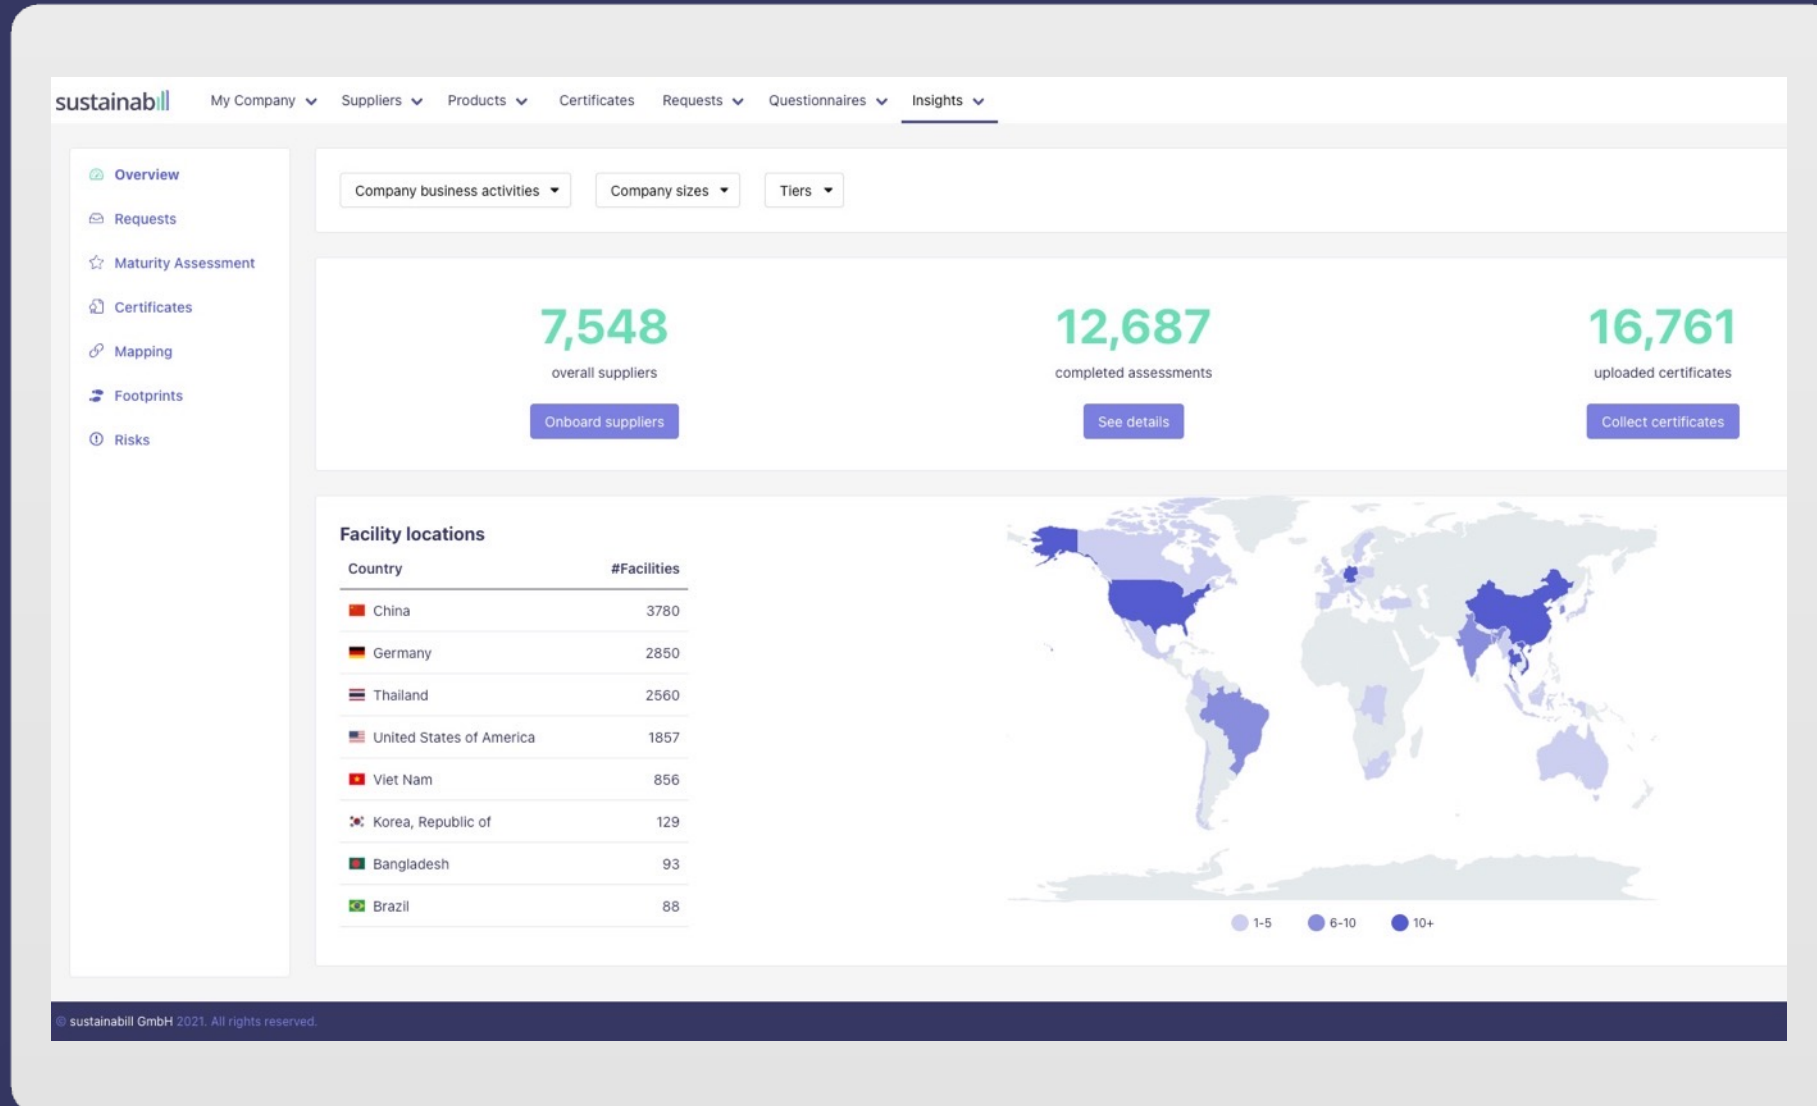 sustainabill My Company Suppliers Products Certificates Requests Questionnaires Insights
Overview
Requests
Maturity Assessment
Certificates
Mapping
Footprints
Risks
Company business activities Company sizes Tiers
7,548 12,687 16,761
overall suppliers completed assessments uploaded certificates
Onboard suppliers See details Collect certificates
Facility locations
Country #Facilities
China 3780
Germany 2850
Thailand 2560
United States of America 1857
Viet Nam 856
Korea, Republic of 129
Bangladesh 93
Brazil 88
1-5 6-10 10+
© sustainabill GmbH 2021. All rights reserved.